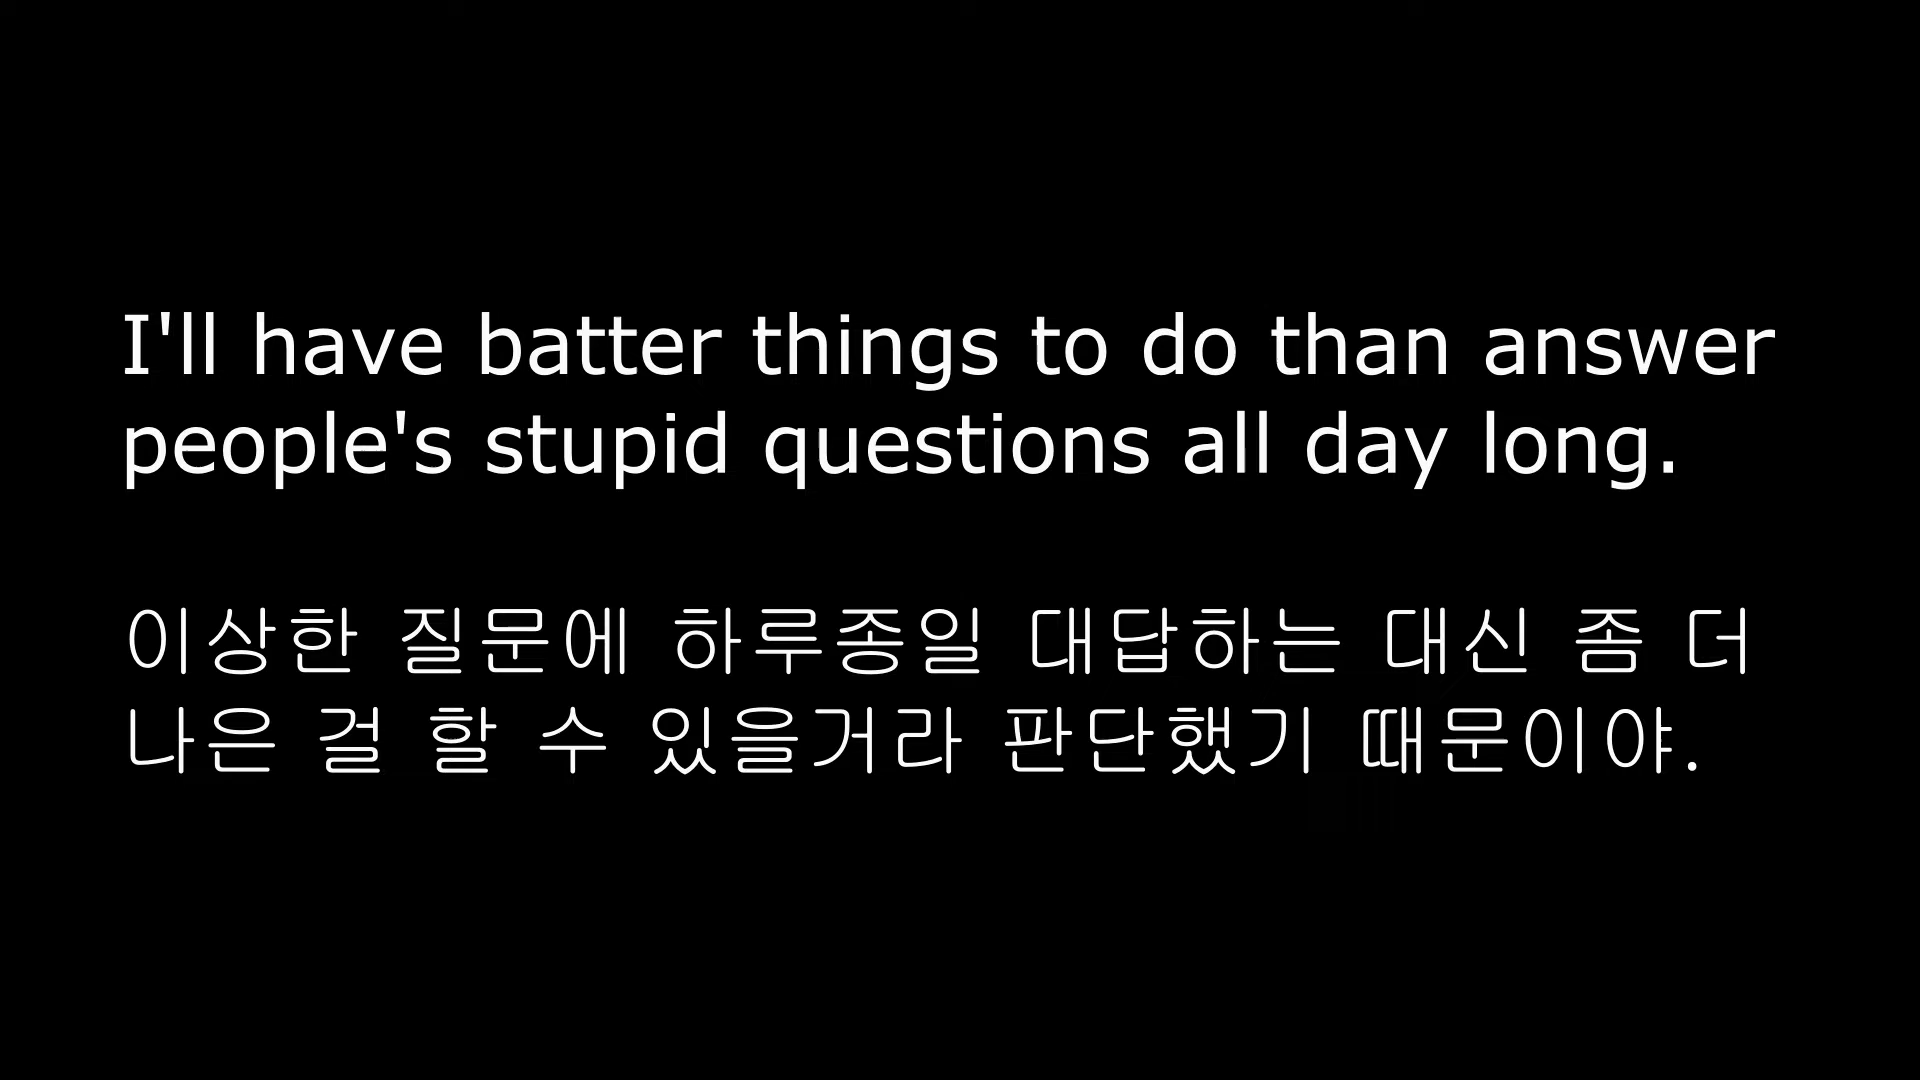 I'll have batter things to do than answer
people's stupid questions all day long.
이상한 질문에 하루종일 대답하는 대신 좀 더
나은 걸 할 수 있을거라 판단했기 때문이야.